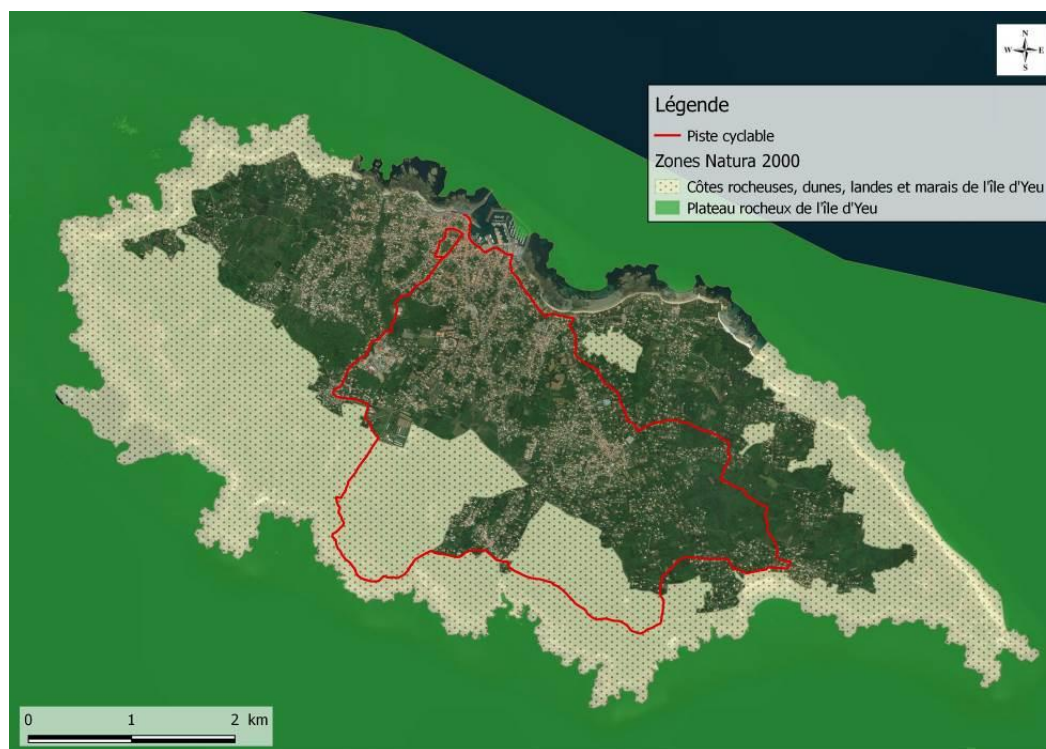 N
W E
S
Légende
Piste cyclable
Zones Natura 2000
Côtes rocheuses, dunes, landes et marais de l'île d'Yeu
Plateau rocheux de l'île d'Yeu
0 1 2 km